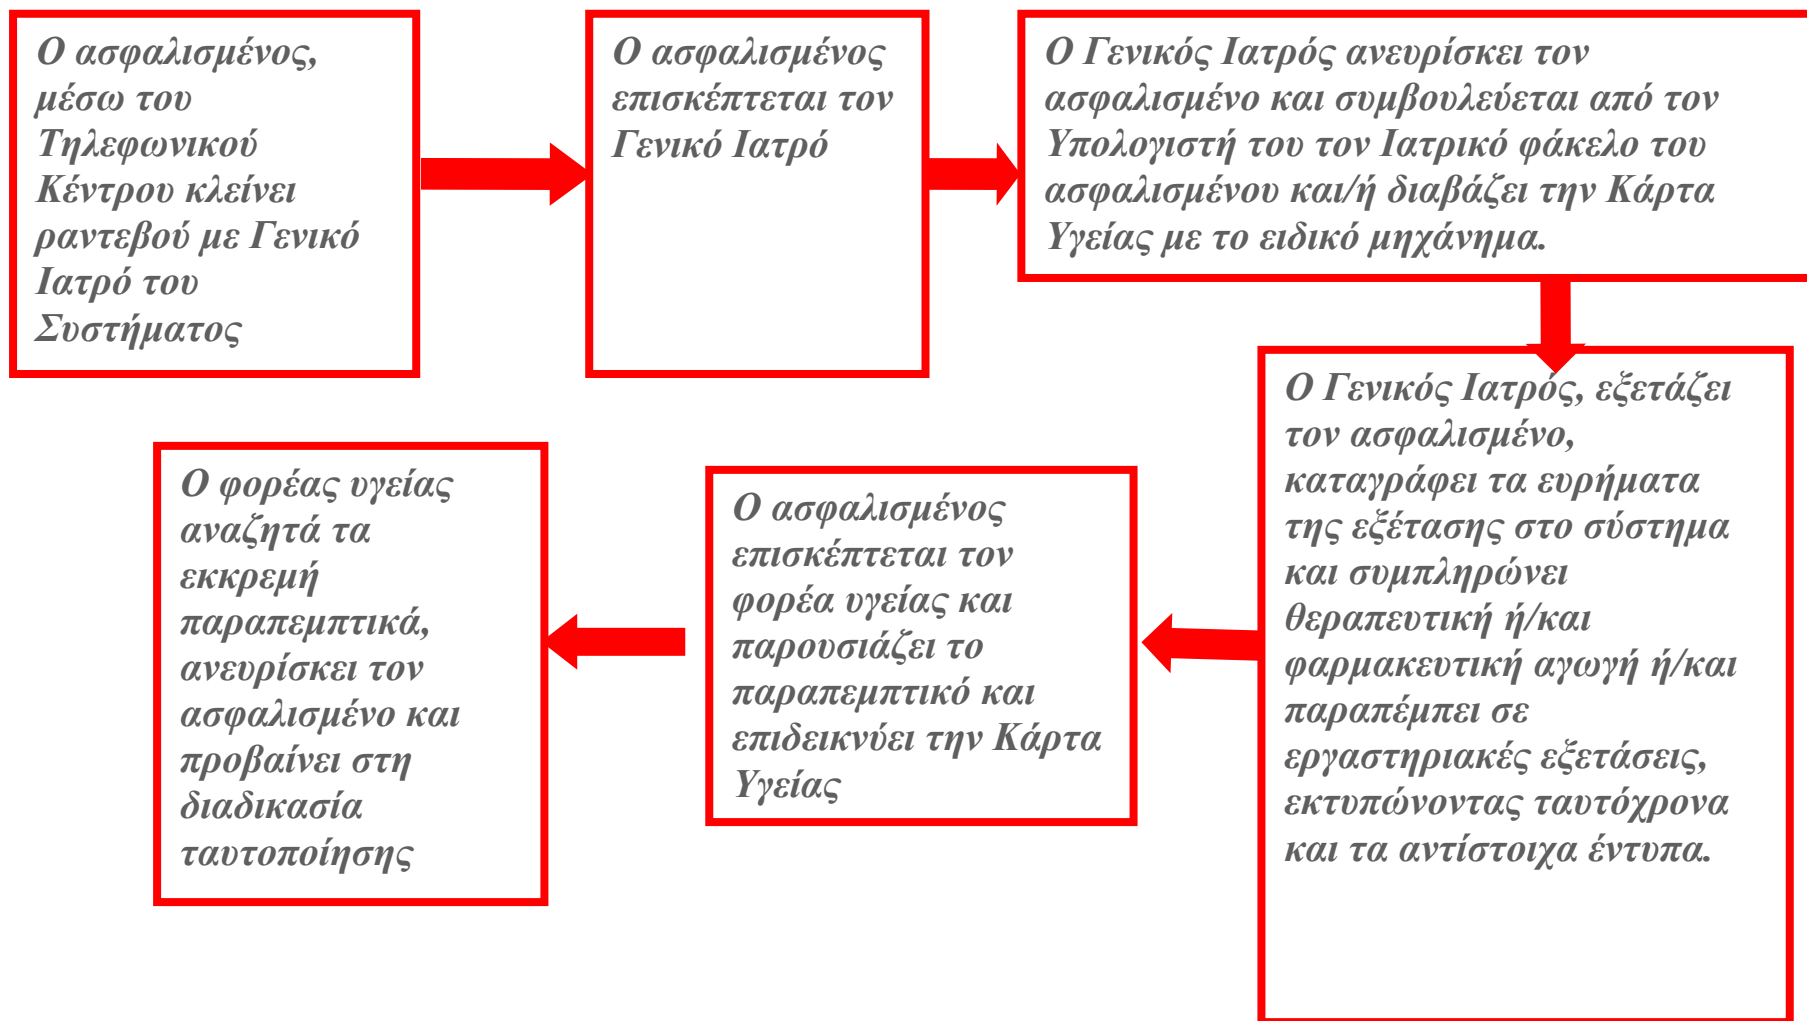 Ο ασφαλισμένος,
μέσω του
Τηλεφωνικού
Κέντρου κλείνει
ραντεβού με Γενικό
Ιατρό του
Συστήματος
Ο ασφαλισμένος
επισκέπτεται τον
Γενικό Ιατρό
Ο Γενικός Ιατρός ανευρίσκει τον
ασφαλισμένο και συμβουλεύεται από τον
Υπολογιστή του τον Ιατρικό φάκελο του
ασφαλισμένου και/ή διαβάζει την Κάρτα
Υγείας με το ειδικό μηχάνημα.
Ο Γενικός Ιατρός, εξετάζει
τον ασφαλισμένο,
καταγράφει τα ευρήματα
της εξέτασης στο σύστημα
και συμπληρώνει
θεραπευτική ή/και
φαρμακευτική αγωγή ή/και
παραπέμπει σε
εργαστηριακές εξετάσεις,
εκτυπώνοντας ταυτόχρονα
και τα αντίστοιχα έντυπα.
Ο ασφαλισμένος
επισκέπτεται τον
φορέα υγείας και
παρουσιάζει το
παραπεμπτικό και
επιδεικνύει την Κάρτα
Υγείας
Ο φορέας υγείας
αναζητά τα
εκκρεμή
παραπεμπτικά,
ανευρίσκει τον
ασφαλισμένο και
προβαίνει στη
διαδικασία
ταυτοποίησης